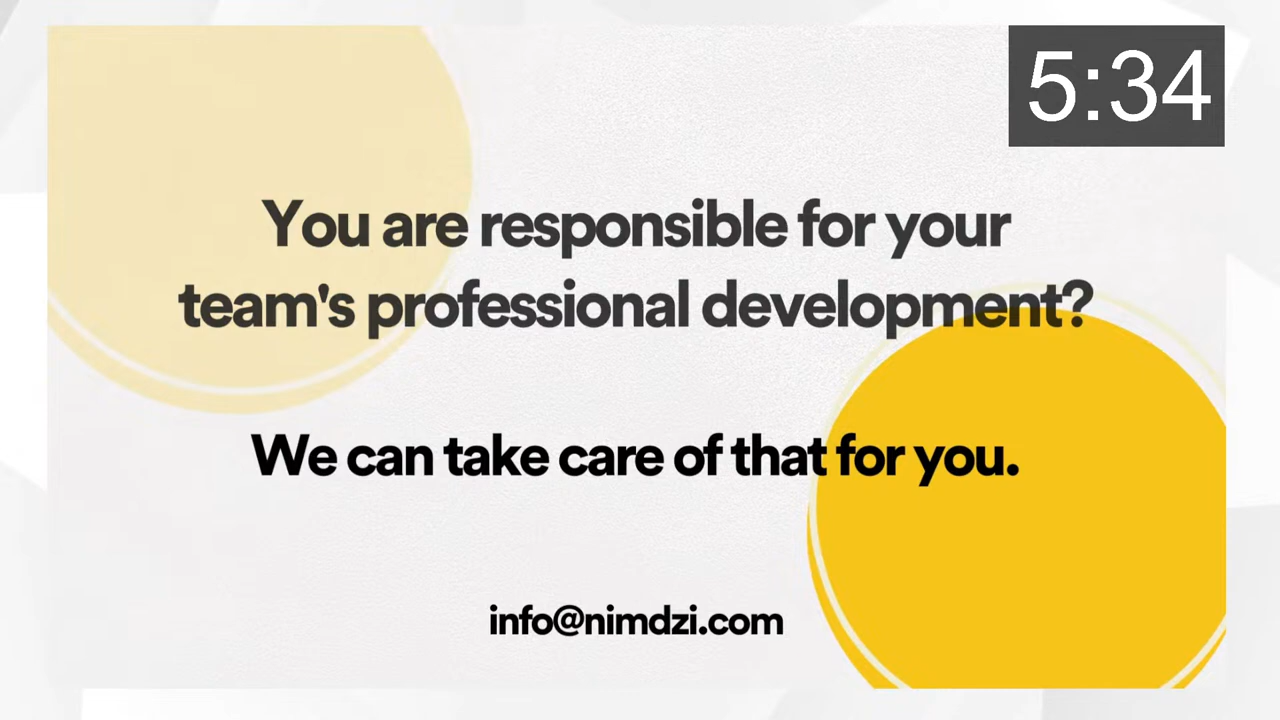 5:34
You are responsible for your
team's professional development?
We can take care of that for you.
info@nimdzi.com